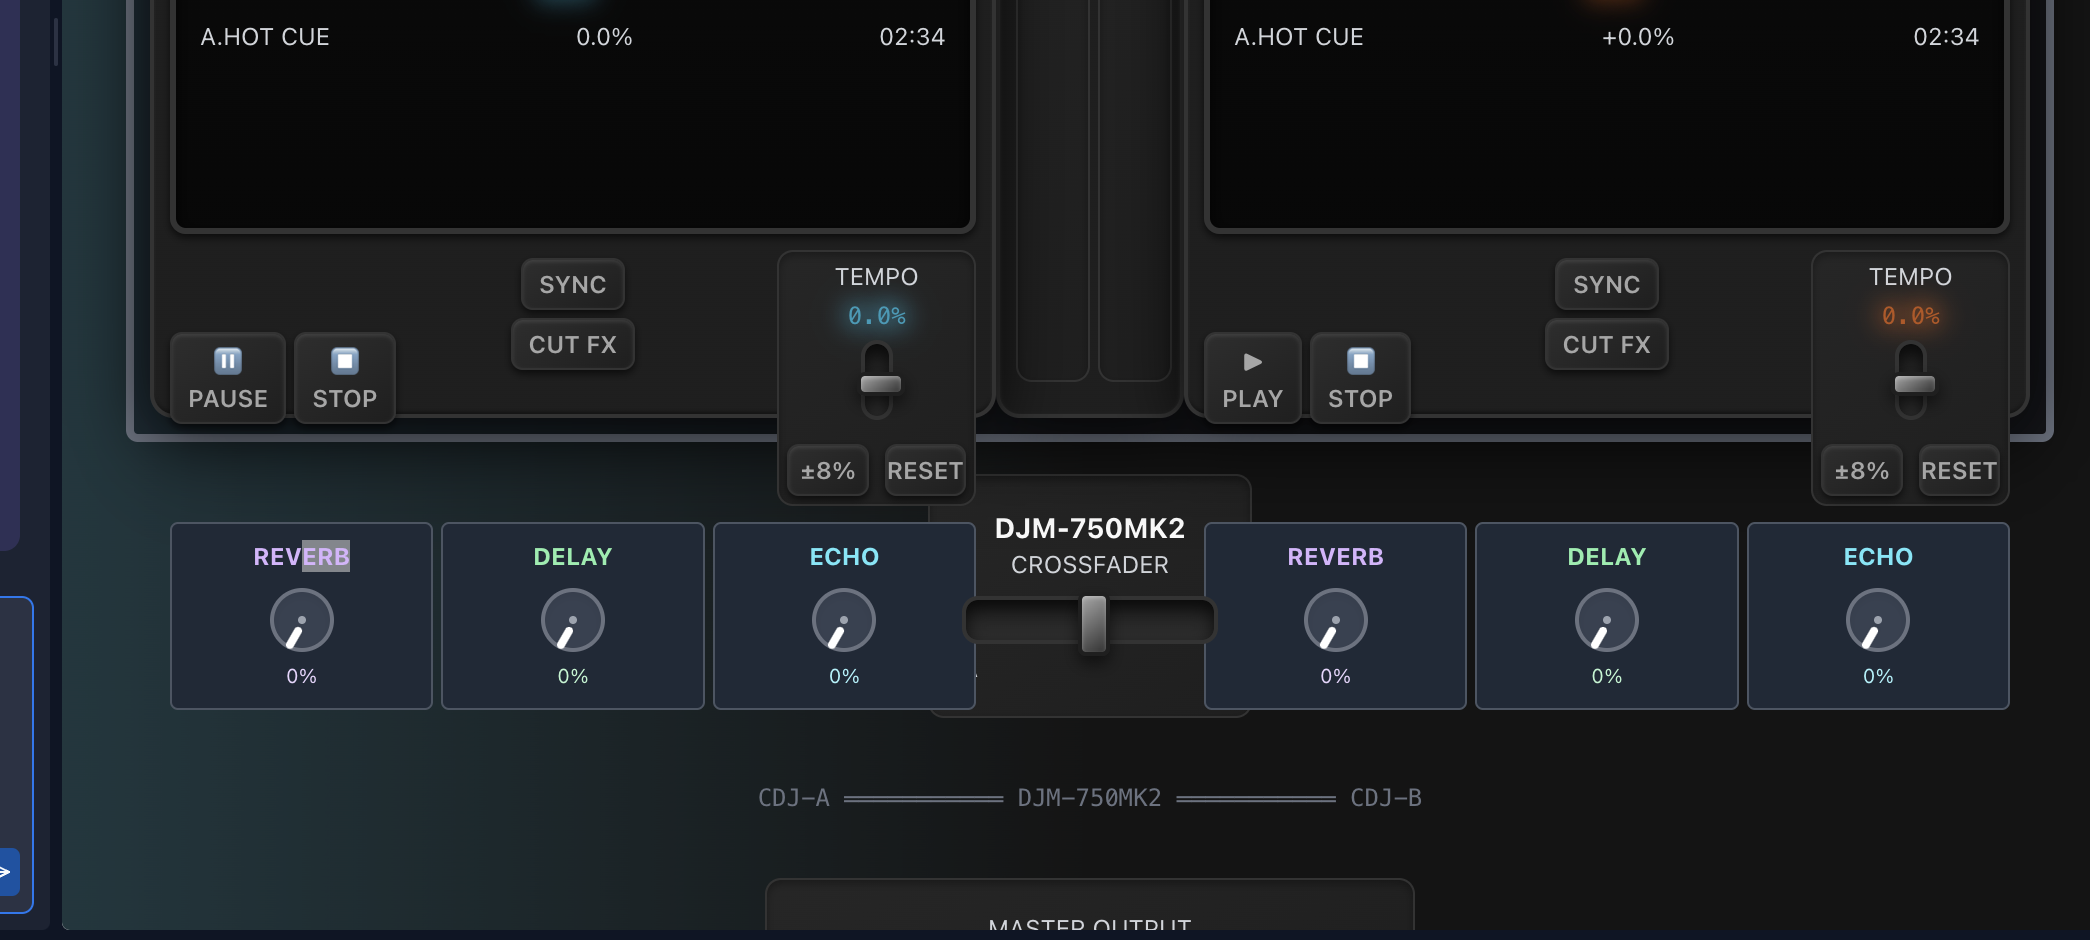 A.HOT CUE 0.0% 02:34
A.HOT CUE +0.0% 02:34
SYNC
CUT FX
PAUSE
STOP
TEMPO
0.0%
±8%
RESET
SYNC
CUT FX
PLAY
STOP
TEMPO
0.0%
±8%
RESET
REVERB
0%
DELAY
0%
ECHO
0%
DJM-750MK2
CROSSFADER
REVERB
0%
DELAY
0%
ECHO
0%
CDJ-A DJM-750MK2 CDJ-B
MASTER OUTPUT